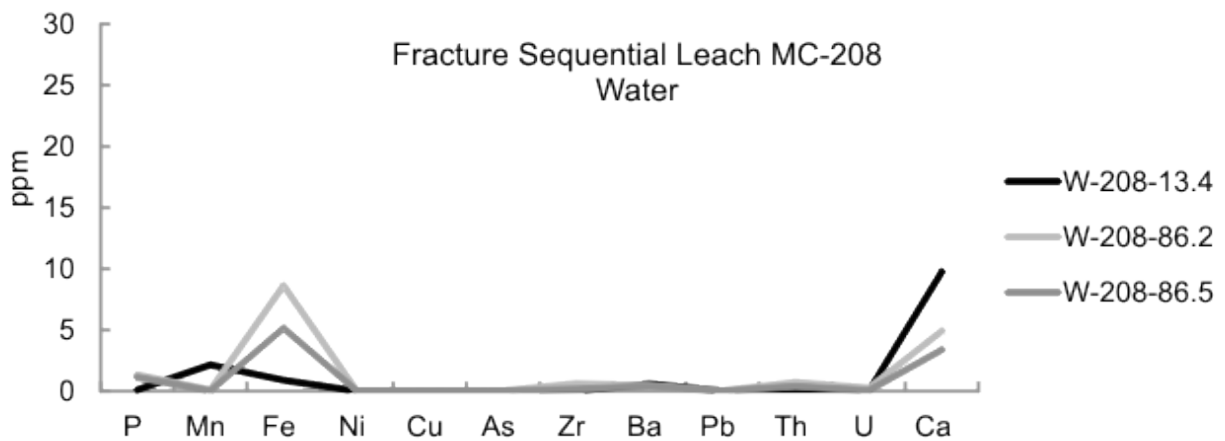 Fracture Sequential Leach MC-208
Water
ppm
30
25
20
15
10
5
0
P Mn Fe Ni Cu As Zr Ba Pb Th U Ca
W-208-13.4
W-208-86.2
W-208-86.5